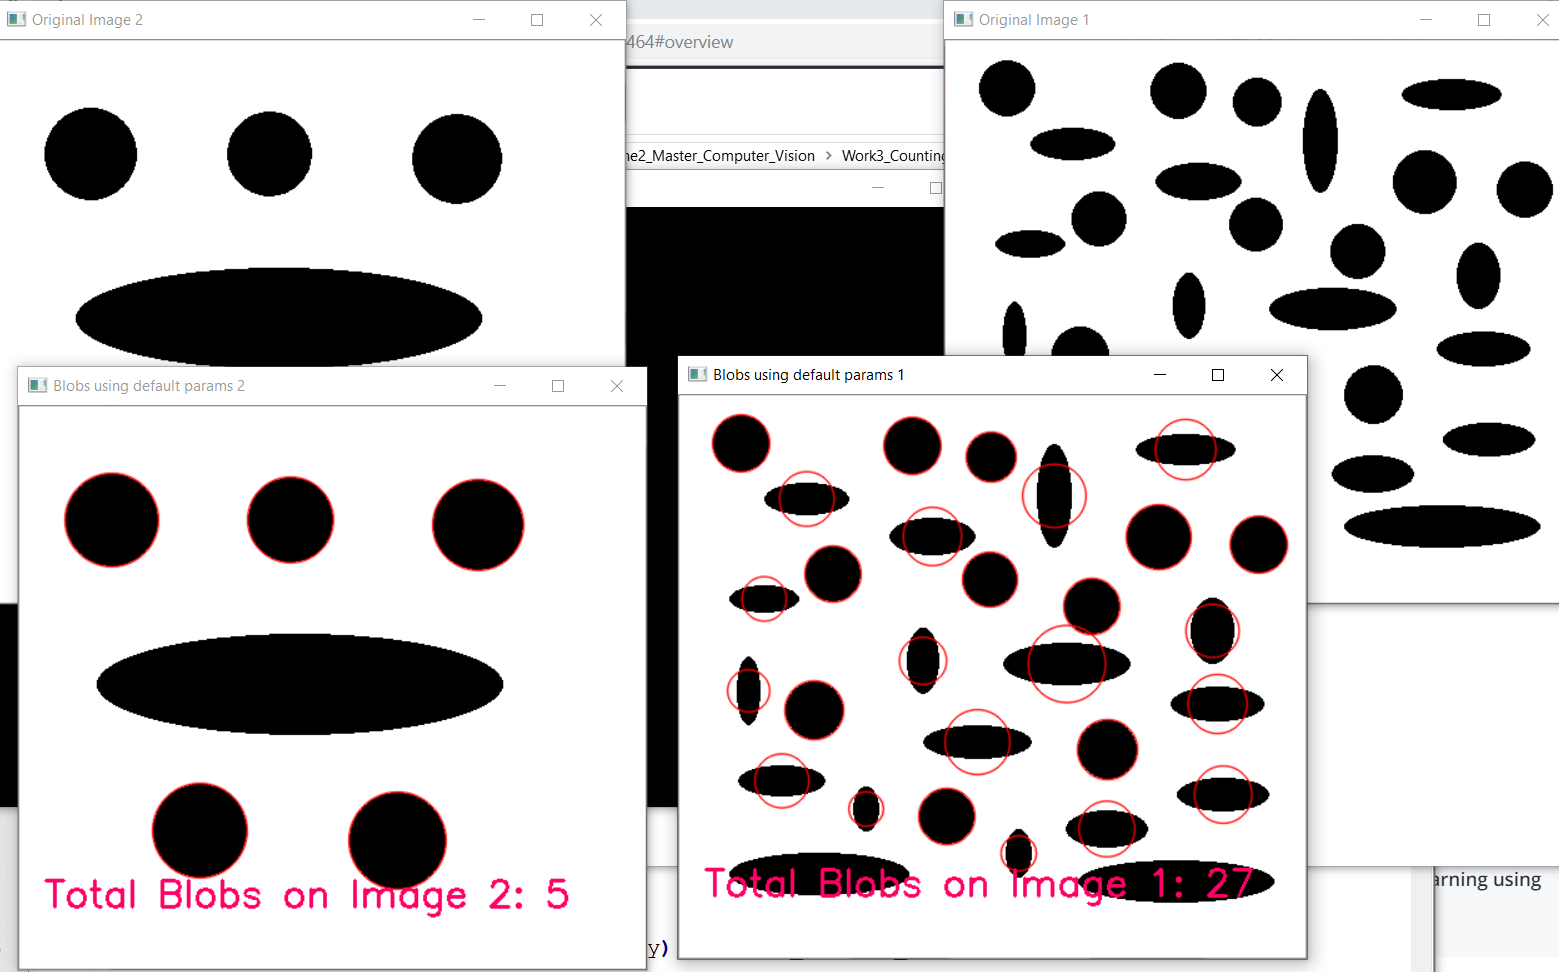 Original Image 2
464#overview
Original Image 1
ne2_Master_Computer_Vision > Work3_Counting
Blobs using default params 2
Blobs using default params 1
Total Blobs on Image 2: 5
Total Blobs on Image 1: 27
arning using
y)